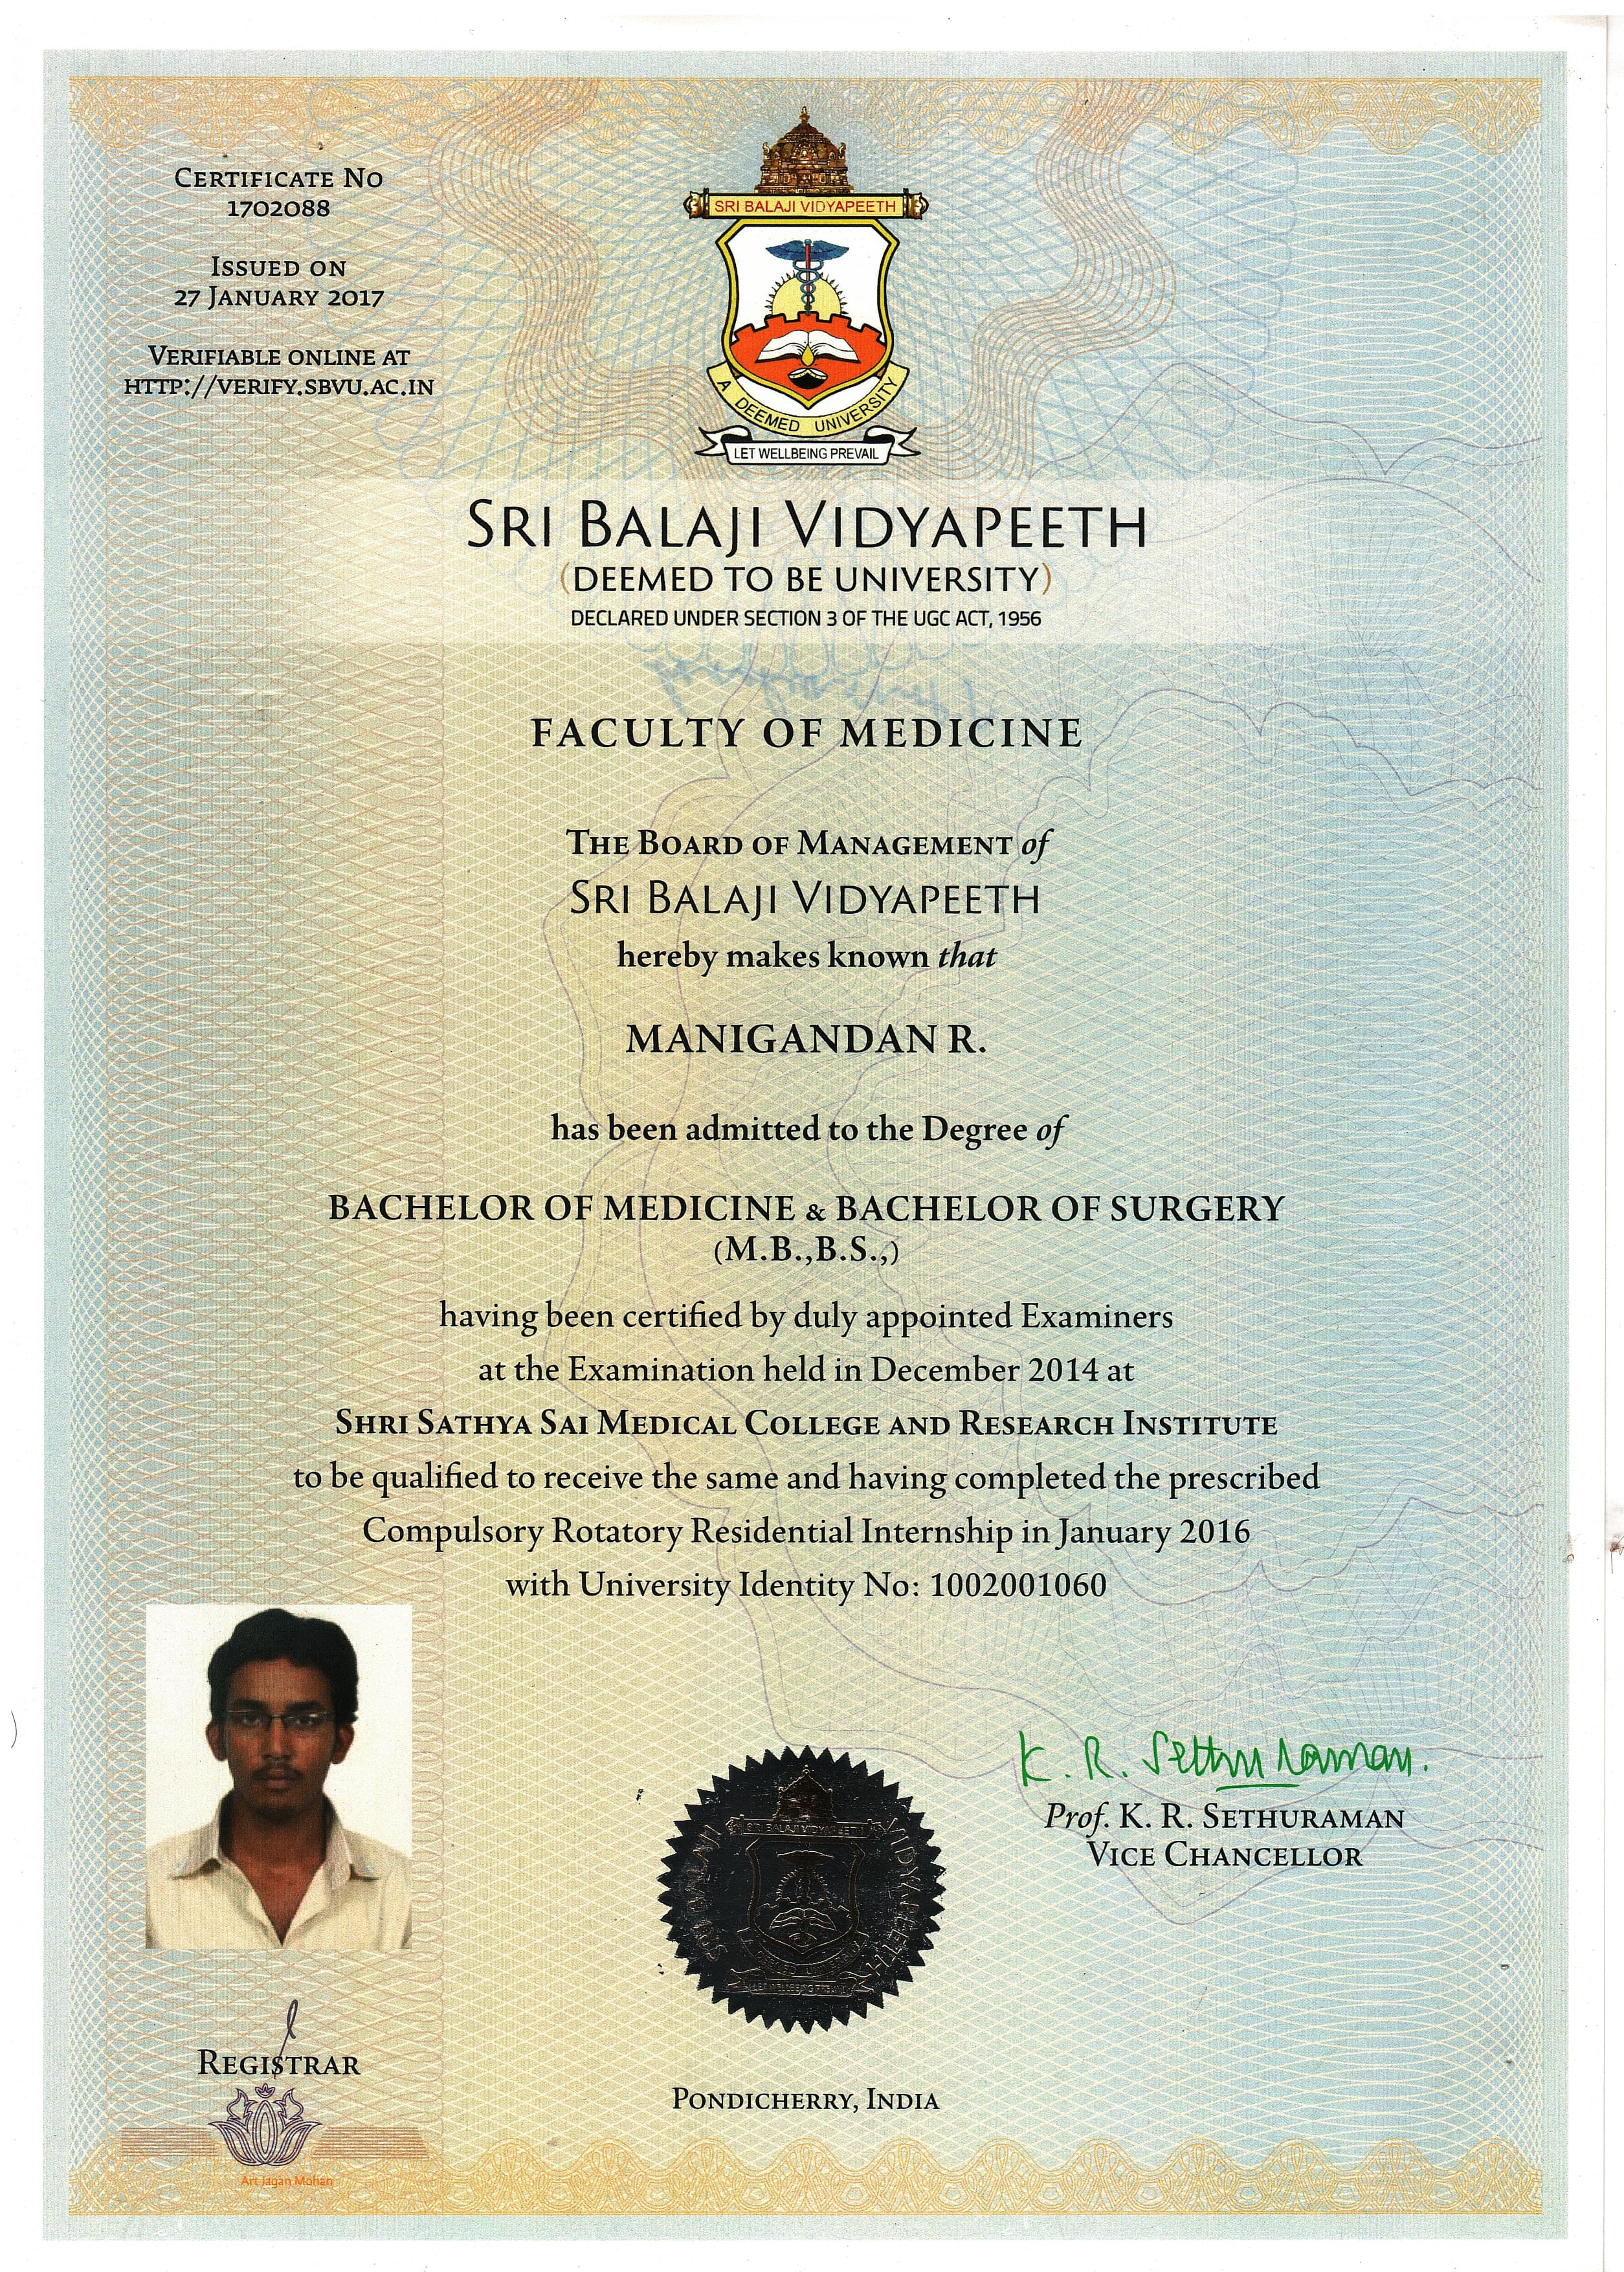 CERTIFICATE NO
1702088
ISSUED ON
27 JANUARY 2017
VERIFIABLE ONLINE AT
HTTP://VERIFY.SBVU.AC.IN
SRI BALAJI VIDYAPEETH
A DEEMED UNIVERSITY
LET WELLBEING PREVAIL
SRI BALAJI VIDYAPEETH
(DEEMED TO BE UNIVERSITY)
DECLARED UNDER SECTION 3 OF THE UGC ACT, 1956
FACULTY OF MEDICINE
THE BOARD OF MANAGEMENT of
SRI BALAJI VIDYAPEETH
hereby makes known that
MANIGANDAN R.
has been admitted to the Degree of
BACHELOR OF MEDICINE & BACHELOR OF SURGERY
(M.B.,B.S.,)
having been certified by duly appointed Examiners
at the Examination held in December 2014 at
SHRI SATHYA SAI MEDICAL COLLEGE AND RESEARCH INSTITUTE
to be qualified to receive the same and having completed the prescribed
Compulsory Rotatory Residential Internship in January 2016
with University Identity No: 1002001060
K. R. Sethuraman.
Prof. K. R. SETHURAMAN
VICE CHANCELLOR
SRI BALAJI VIDYAPEETH
REGISTRAR
PONDICHERRY, INDIA
Art Jagan Mohan